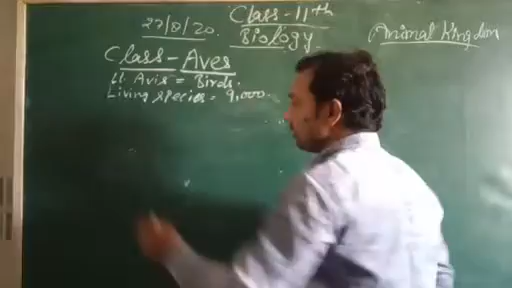 27/8/20. Class-11th
Biology
Animal Kingdom
Class-Aves
Avis = Birds.
Living species = 9,000.